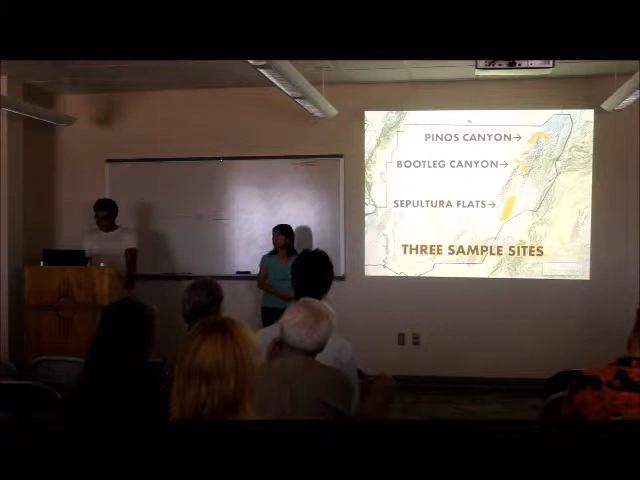 PINOS CANYON→
BOOTLEG CANYON→
SEPULTURA FLATS→
THREE SAMPLE SITES